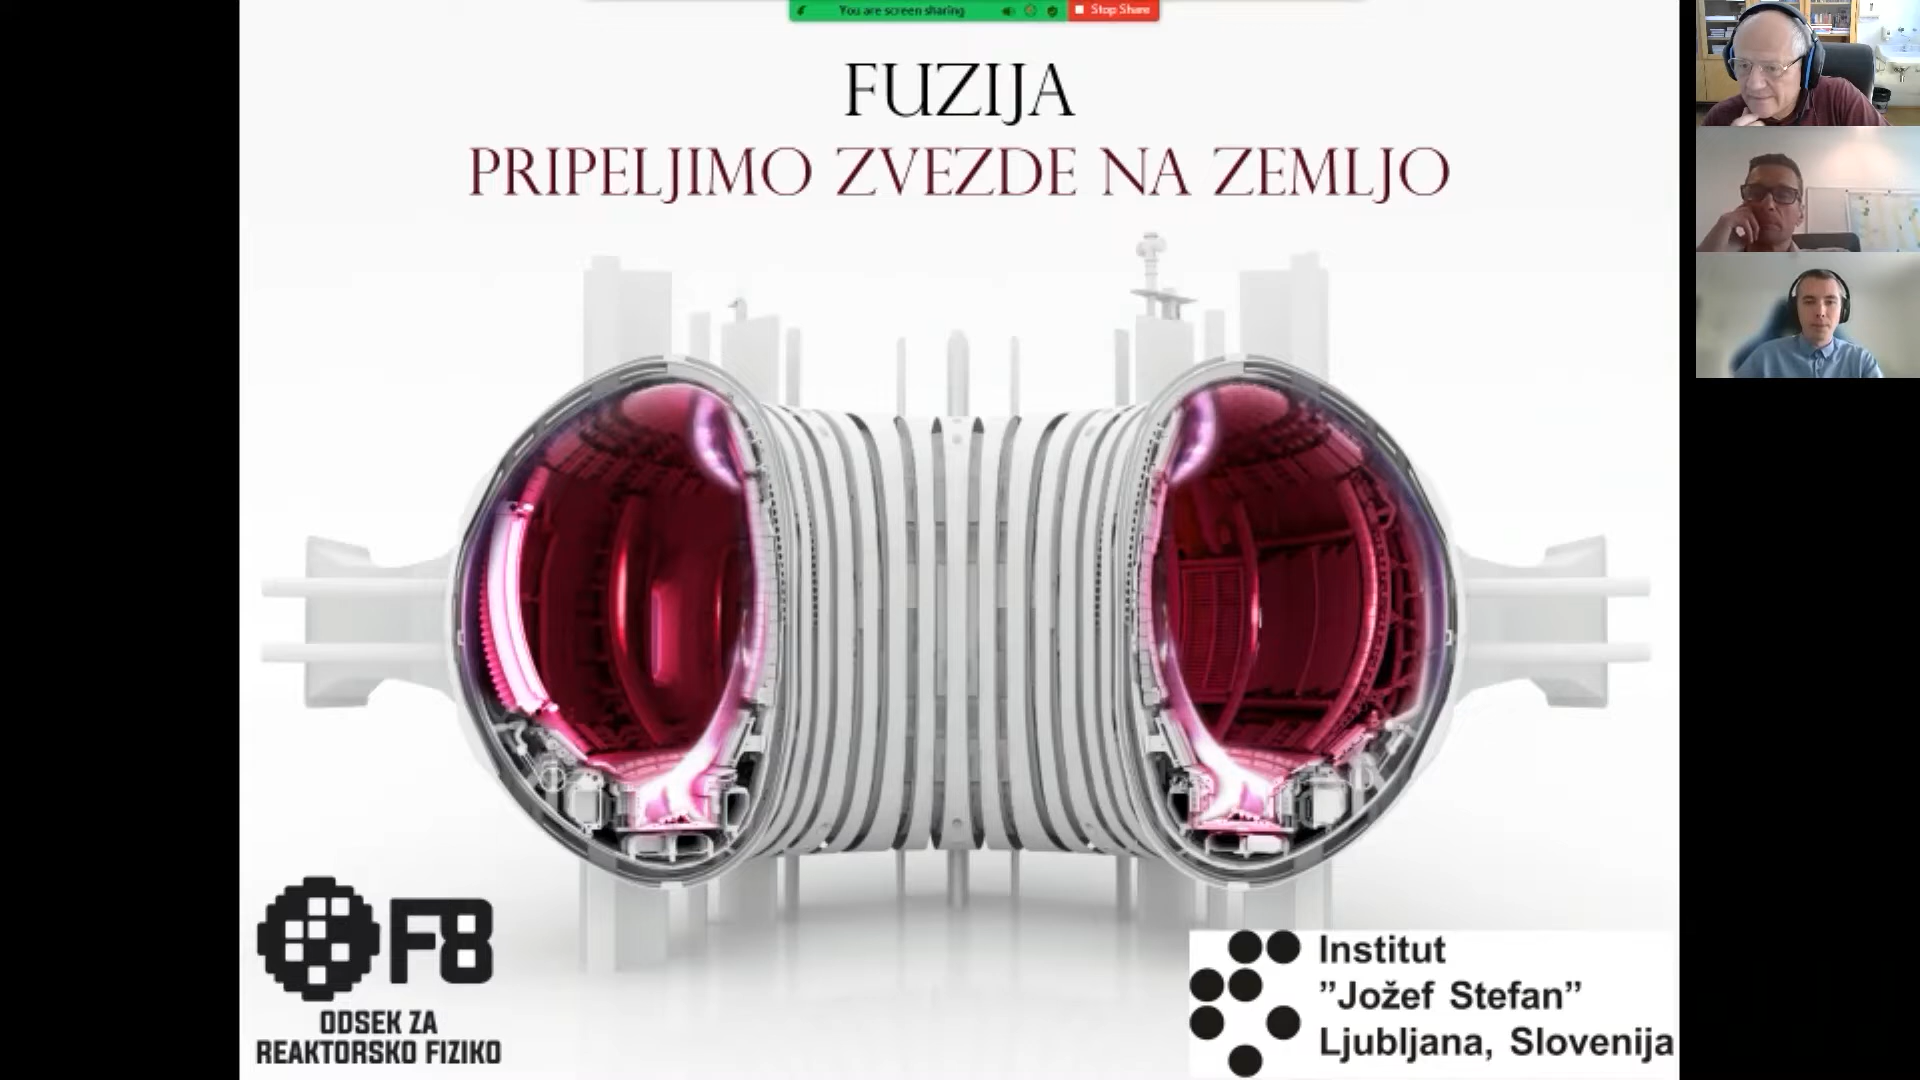 You are screen sharing
Stop Share
FUZIJA
PRIPELJIMO ZVEZDE NA ZEMLJO
F8
ODSEK ZA
REAKTORSKO FIZIKO
Institut
”Jožef Stefan”
Ljubljana, Slovenija